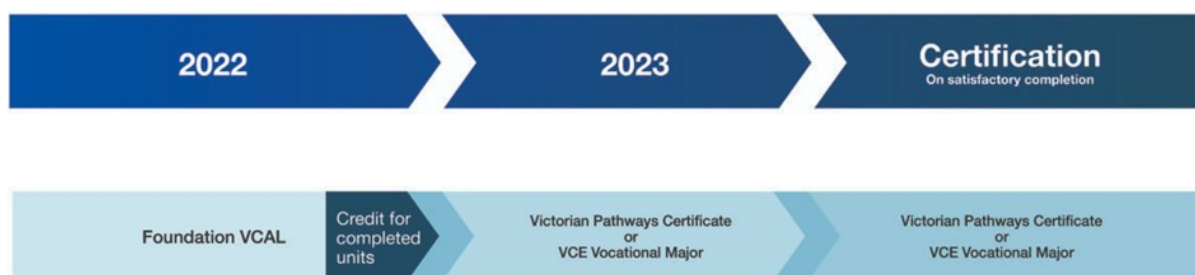 2022
2023
Certification
On satisfactory completion
Foundation VCAL
Credit for
completed
units
Victorian Pathways Certificate
or
VCE Vocational Major
Victorian Pathways Certificate
or
VCE Vocational Major